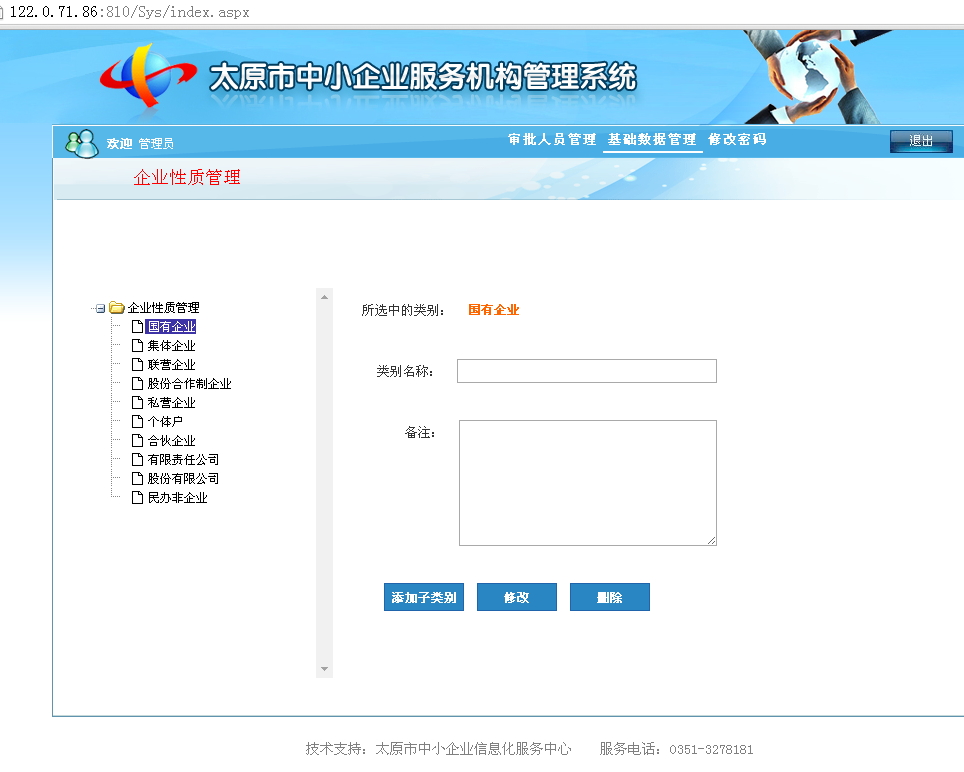 122.0.71.86:810/Sys/index.aspx
太原市中小企业服务机构管理系统
欢迎 管理员 审批人员管理 基础数据管理 修改密码 退出
企业性质管理
企业性质管理
国有企业
集体企业
联营企业
股份合作制企业
私营企业
个体户
合伙企业
有限责任公司
股份有限公司
民办非企业
所选中的类别: 国有企业
类别名称:
备注:
添加子类别 修改 删除
技术支持: 太原市中小企业信息化服务中心 服务电话: 0351-3278181